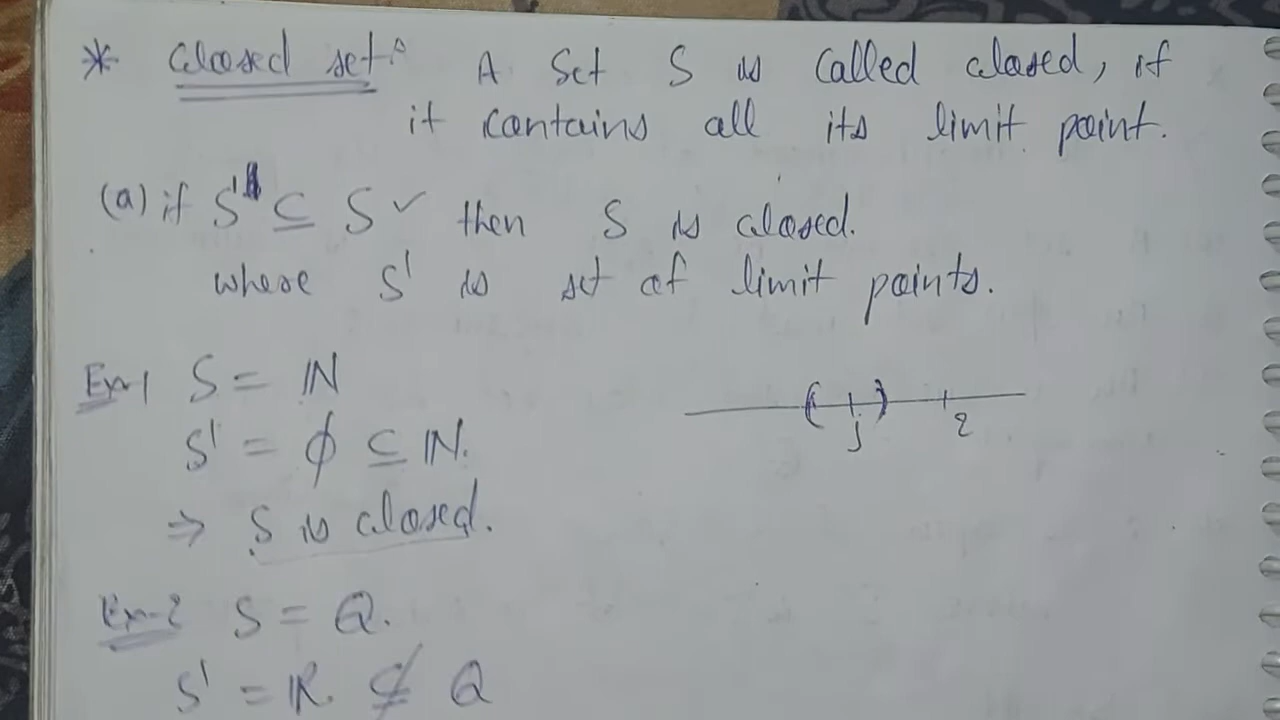 * Closed set: A Set S is Called closed, if
it contains all its limit point.
(a) if S' ⊆ S ✓ then S is closed.
where S' is set of limit points.
Ex-1 S = ℕ
S' = ϕ ⊆ ℕ.
⇒ S is closed.
( )
1 2
Ex-2 S = Q.
S' = ℝ. ⊈ Q